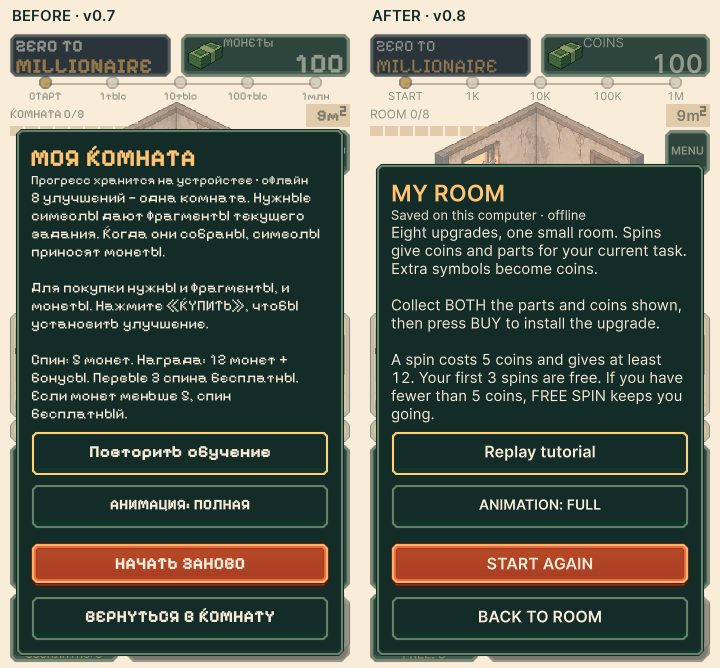 BEFORE · v0.7
ZERO TO
MILLIONAIRE
МОНЕТЫ
100
СТАРТ
1тыс
10тыс
100тыс
1млн
КОМНАТА 0/8
9м²
МОЯ КОМНАТА
Прогресс хранится на устройстве · офлайн
8 улучшений – одна комната. Нужные
символы дают фрагменты текущего
задания. Когда они собраны, символы
приносят монеты.
Для покупки нужны и фрагменты, и
монеты. Нажмите «КУПИТЬ», чтобы
установить улучшение.
Спин: 5 монет. Награда: 12 монет +
бонусы. Первые 3 спина бесплатны.
Если монет меньше 5, спин
бесплатный.
Повторить обучение
АНИМАЦИЯ: ПОЛНАЯ
НАЧАТЬ ЗАНОВО
ВЕРНУТЬСЯ В КОМНАТУ
AFTER · v0.8
ZERO TO
MILLIONAIRE
COINS
100
START
1K
10K
100K
1M
ROOM 0/8
9m²
MENU
MY ROOM
Saved on this computer · offline
Eight upgrades, one small room. Spins
give coins and parts for your current task.
Extra symbols become coins.
Collect BOTH the parts and coins shown,
then press BUY to install the upgrade.
A spin costs 5 coins and gives at least
12. Your first 3 spins are free. If you have
fewer than 5 coins, FREE SPIN keeps you
going.
Replay tutorial
ANIMATION: FULL
START AGAIN
BACK TO ROOM